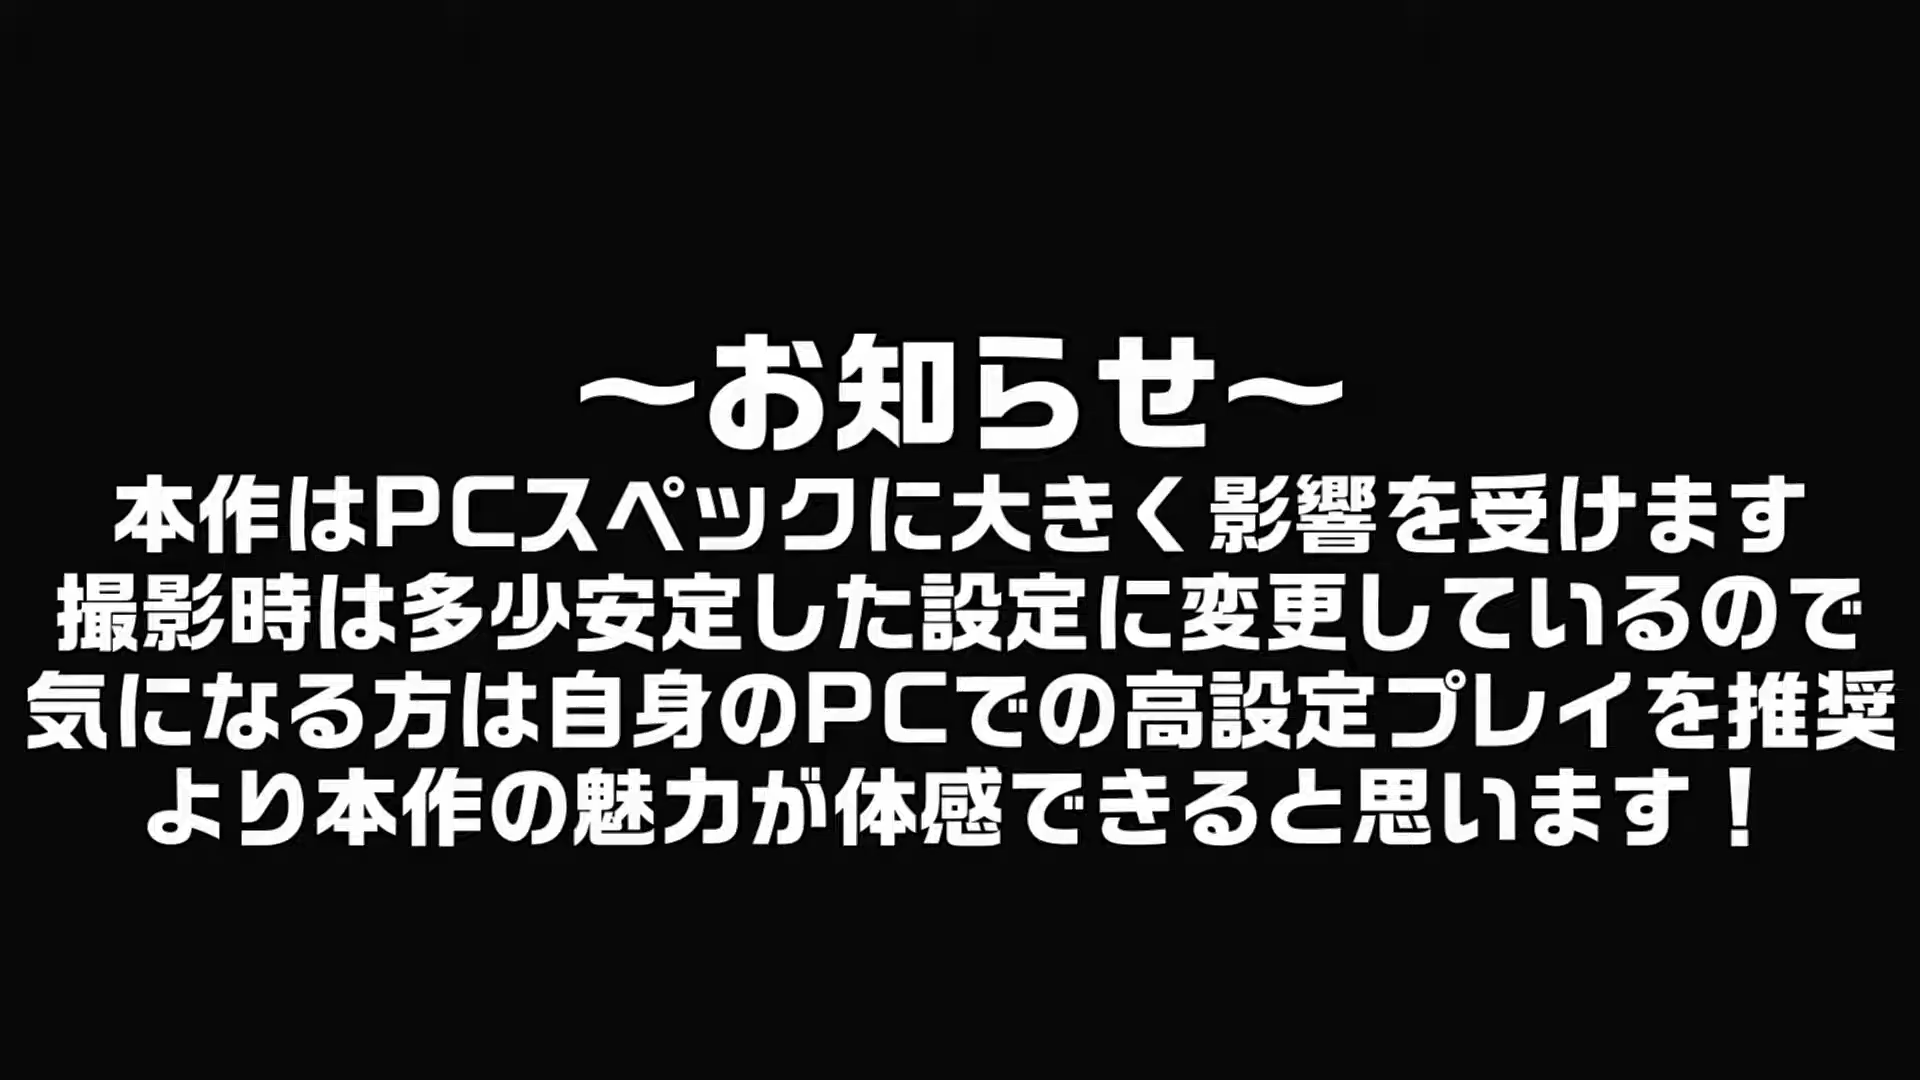 ～お知らせ～
本作はPCスペックに大きく影響を受けます
撮影時は多少安定した設定に変更しているので
気になる方は自身のPCでの高設定プレイを推奨
より本作の魅力が体感できると思います！